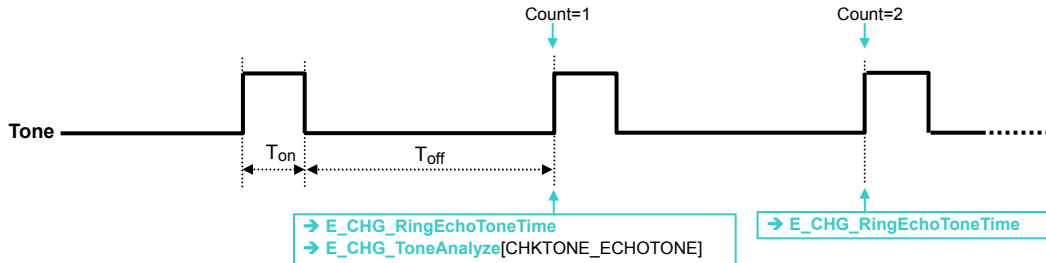 Count=1
Count=2
Tone
Ton
Toff
➔ E_CHG_RingEchoToneTime
➔ E_CHG_ToneAnalyze[CHKTONE_ECHOTONE]
➔ E_CHG_RingEchoToneTime